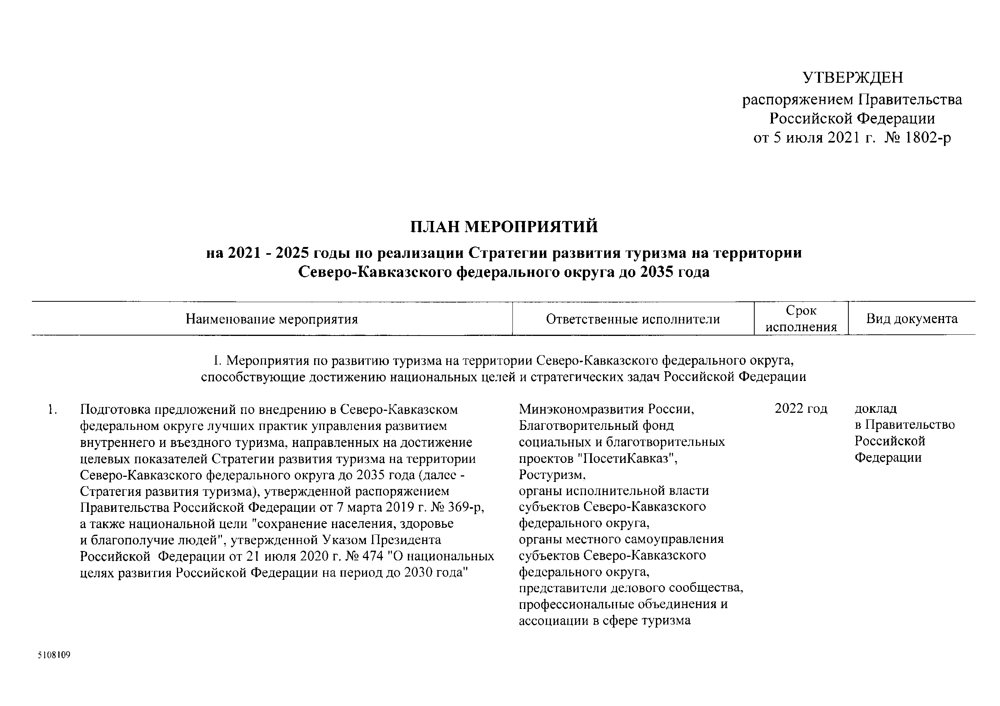 УТВЕРЖДЕН
распоряжением Правительства
Российской Федерации
от 5 июля 2021 г.  № 1802-р
ПЛАН МЕРОПРИЯТИЙ
на 2021 - 2025 годы по реализации Стратегии развития туризма на территории
Северо-Кавказского федерального округа до 2035 года
Наименование мероприятия
Ответственные исполнители
Срок
исполнения
Вид документа
I. Мероприятия по развитию туризма на территории Северо-Кавказского федерального округа,
способствующие достижению национальных целей и стратегических задач Российской Федерации
1.
Подготовка предложений по внедрению в Северо-Кавказском
федеральном округе лучших практик управления развитием
внутреннего и въездного туризма, направленных на достижение
целевых показателей Стратегии развития туризма на территории
Северо-Кавказского федерального округа до 2035 года (далее -
Стратегия развития туризма), утвержденной распоряжением
Правительства Российской Федерации от 7 марта 2019 г. № 369-р,
а также национальной цели "сохранение населения, здоровье
и благополучие людей", утвержденной Указом Президента
Российской  Федерации от 21 июля 2020 г. № 474 "О национальных
целях развития Российской Федерации на период до 2030 года"
Минэкономразвития России,
Благотворительный фонд
социальных и благотворительных
проектов "ПосетиКавказ",
Ростуризм,
органы исполнительной власти
субъектов Северо-Кавказского
федерального округа,
органы местного самоуправления
субъектов Северо-Кавказского
федерального округа,
представители делового сообщества,
профессиональные объединения и
ассоциации в сфере туризма
2022 год
доклад
в Правительство
Российской
Федерации
5108109